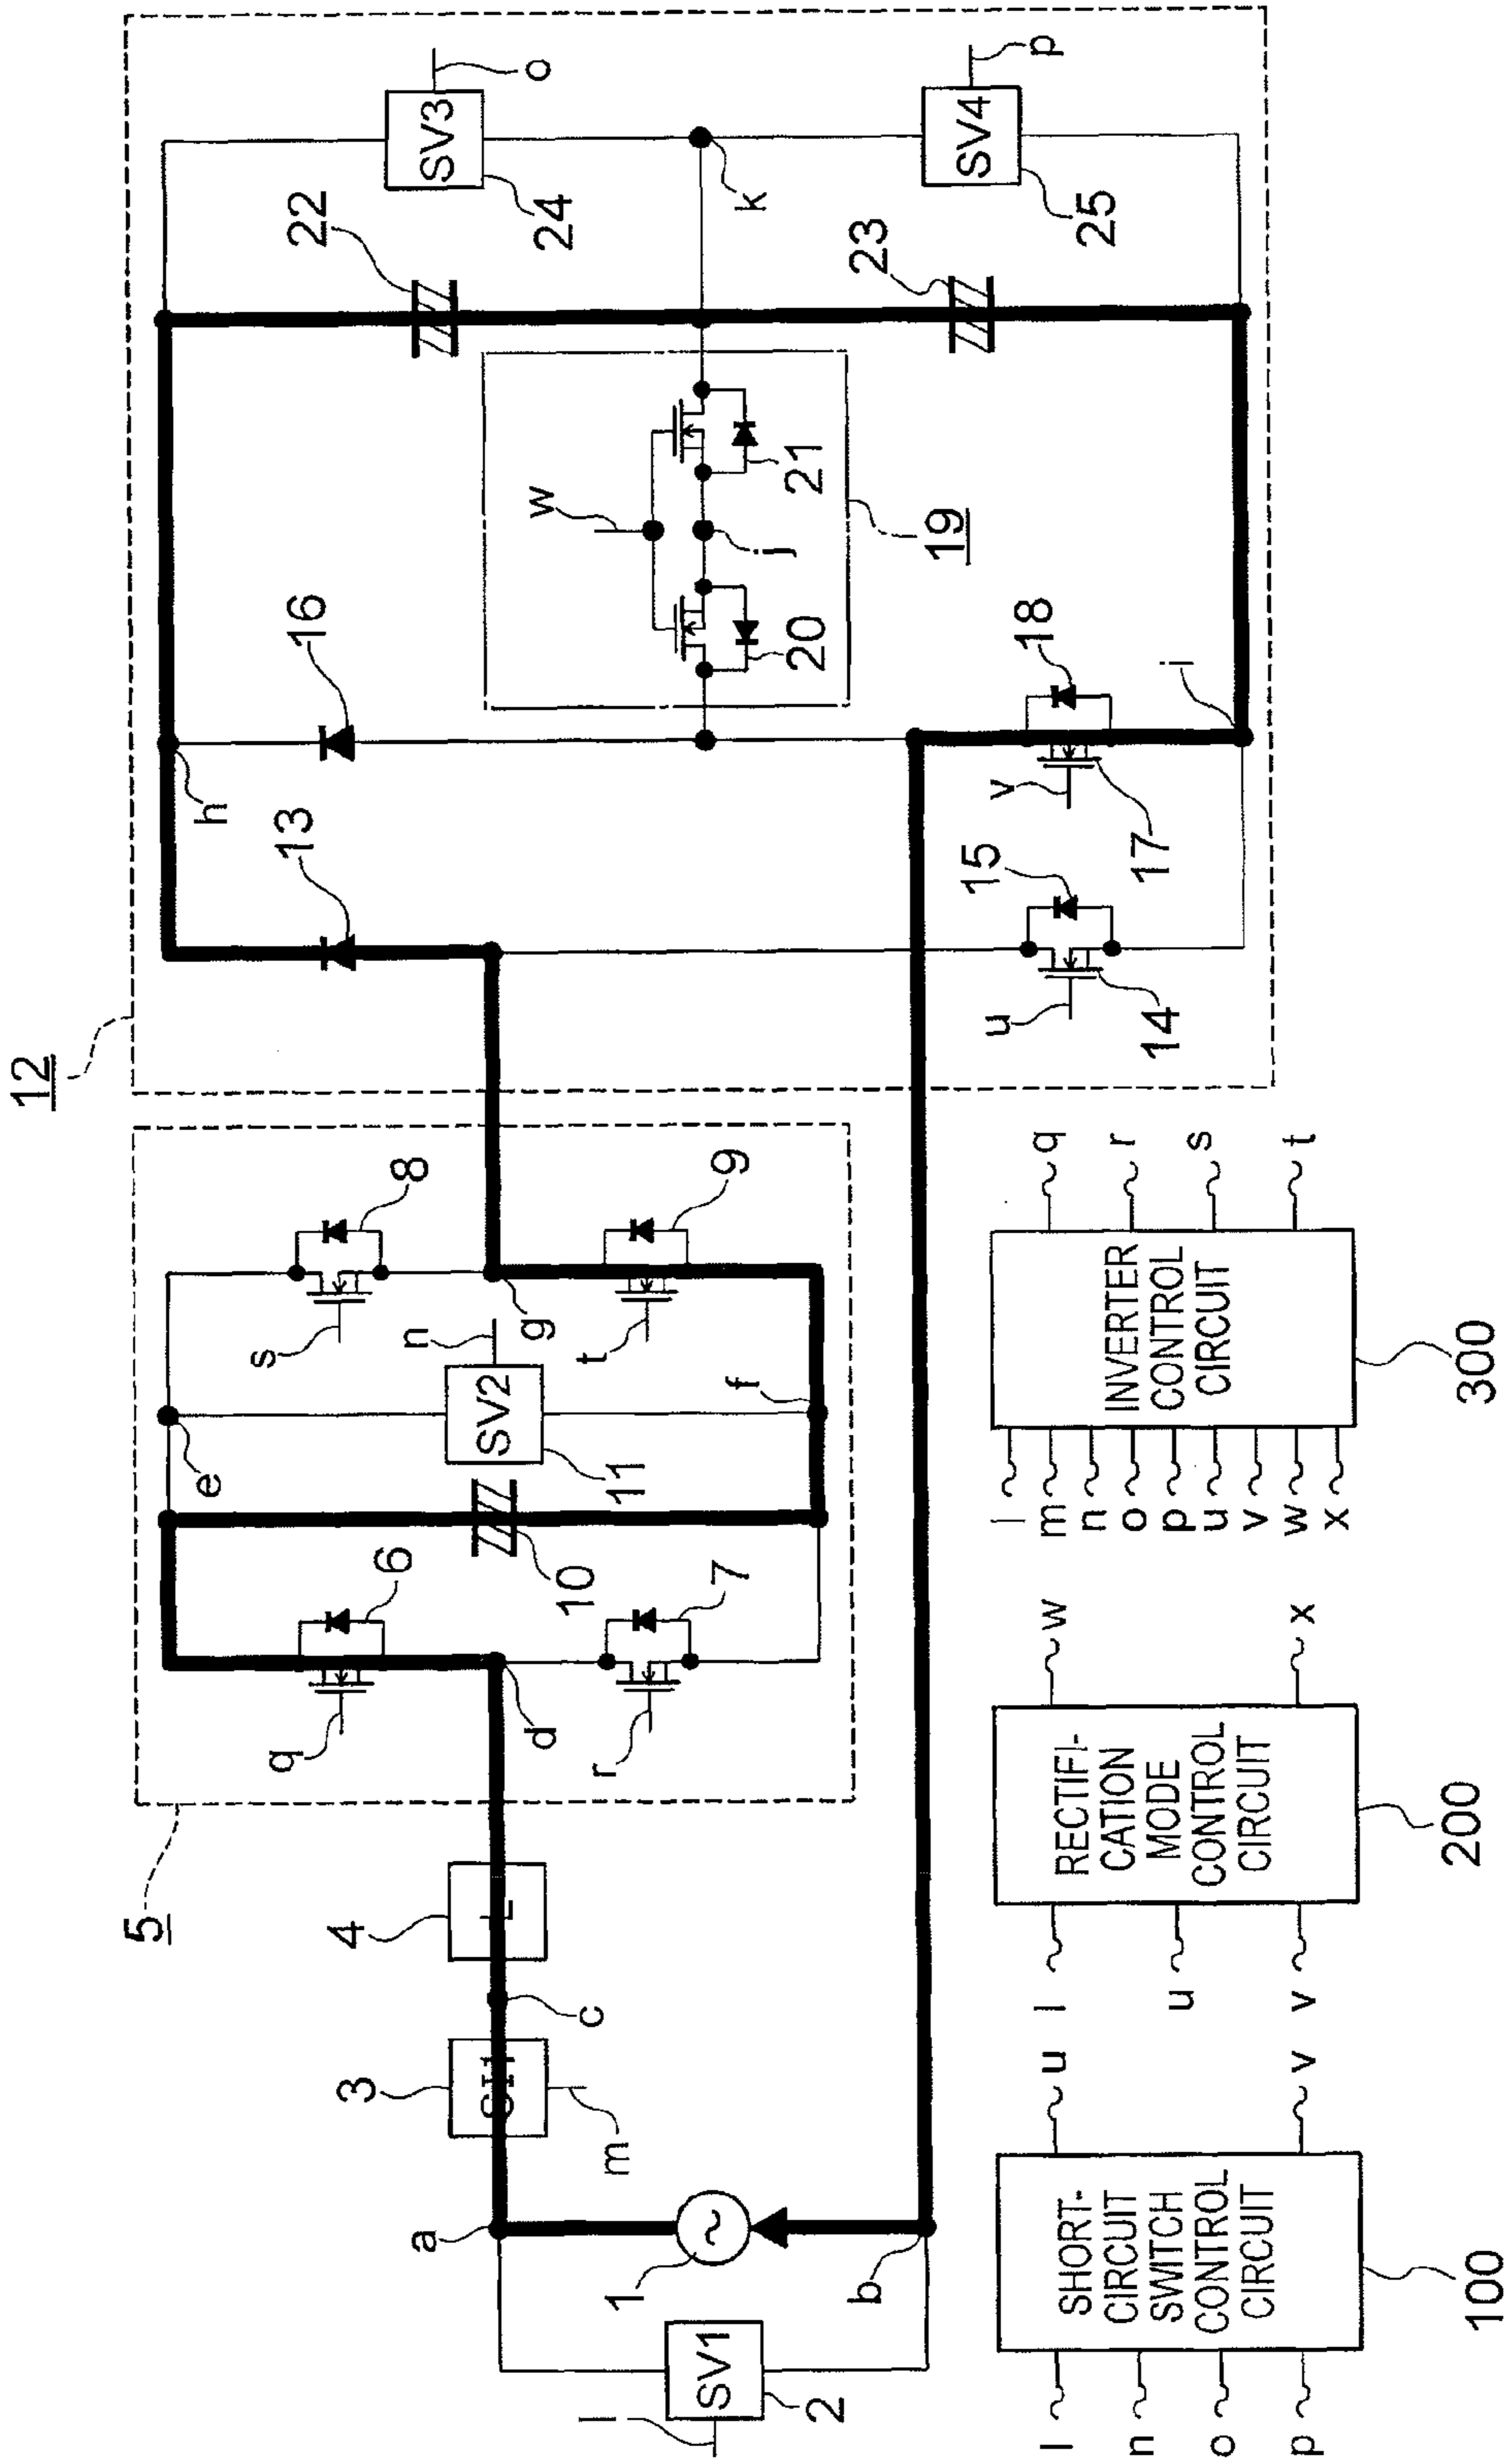 12
5
16
13
h
22
SV3
o
24
k
23
SV4
p
25
w
j
20
21
19
18
v
17
i
15
u
14
8
s
9
t
g
n
SV2
11
f
e
10
6
q
7
r
d
4
L
c
3
m
a
1
b
SV1
l
2
l
n
o
p
SHORT-
CIRCUIT
SWITCH
CONTROL
CIRCUIT
u
v
100
l
u
v
RECTIFI-
CATION
MODE
CONTROL
CIRCUIT
w
x
200
l
m
n
o
p
u
v
w
x
INVERTER
CONTROL
CIRCUIT
q
r
s
t
300